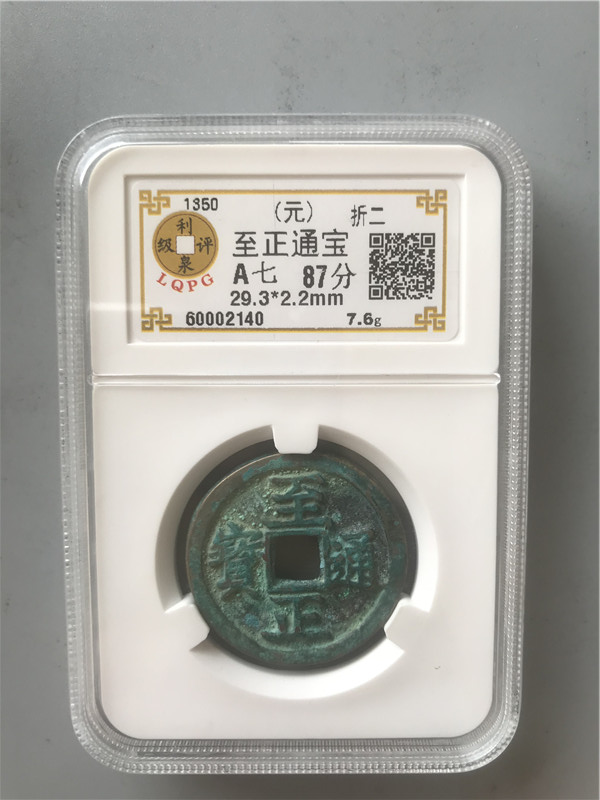 1350
(元)
折二
利
级 评
泉
LQPG
至正通宝
A七 87分
29.3*2.2mm
60002140
7.6g
至
寶 通
正